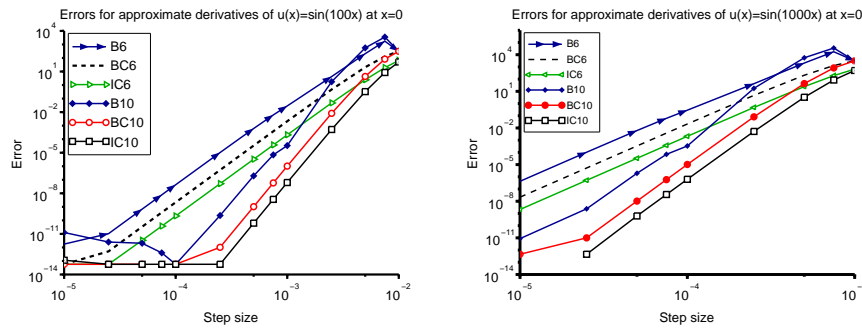 Errors for approximate derivatives of u(x)=sin(100x) at x=0
Error
10^4
10^1
10^−2
10^−5
10^−8
10^−11
10^−14
B6
BC6
IC6
B10
BC10
IC10
10^−5
10^−4
10^−3
10^−2
Step size
Errors for approximate derivatives of u(x)=sin(1000x) at x=0
Error
10^4
10^1
10^−2
10^−5
10^−8
10^−11
10^−14
B6
BC6
IC6
B10
BC10
IC10
10^−5
10^−4
10^−
Step size